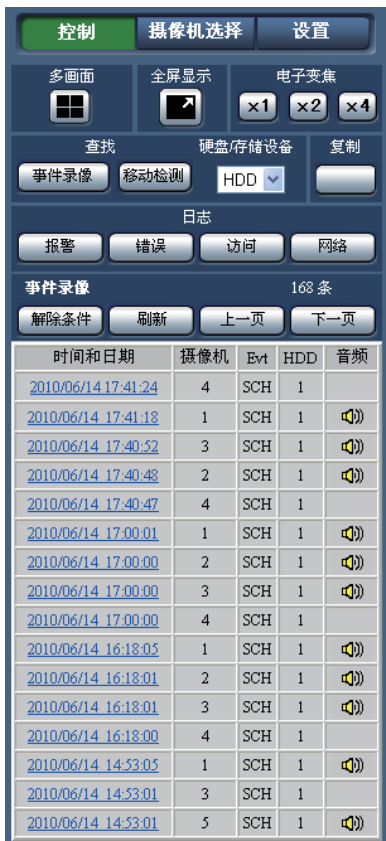 控制 摄像机选择 设置
多画面 全屏显示 电子变焦
×1 ×2 ×4
查找 硬盘/存储设备 复制
事件录像 移动检测 HDD
日志
报警 错误 访问 网络
事件录像 168 条
解除条件 刷新 上一页 下一页
时间和日期 摄像机 Evt HDD 音频
2010/06/14 17:41:24 4 SCH 1
2010/06/14 17:41:18 1 SCH 1
2010/06/14 17:40:52 3 SCH 1
2010/06/14 17:40:48 2 SCH 1
2010/06/14 17:40:47 4 SCH 1
2010/06/14 17:00:01 1 SCH 1
2010/06/14 17:00:00 2 SCH 1
2010/06/14 17:00:00 3 SCH 1
2010/06/14 17:00:00 4 SCH 1
2010/06/14 16:18:05 1 SCH 1
2010/06/14 16:18:01 2 SCH 1
2010/06/14 16:18:01 3 SCH 1
2010/06/14 16:18:00 4 SCH 1
2010/06/14 14:53:05 1 SCH 1
2010/06/14 14:53:01 3 SCH 1
2010/06/14 14:53:01 5 SCH 1